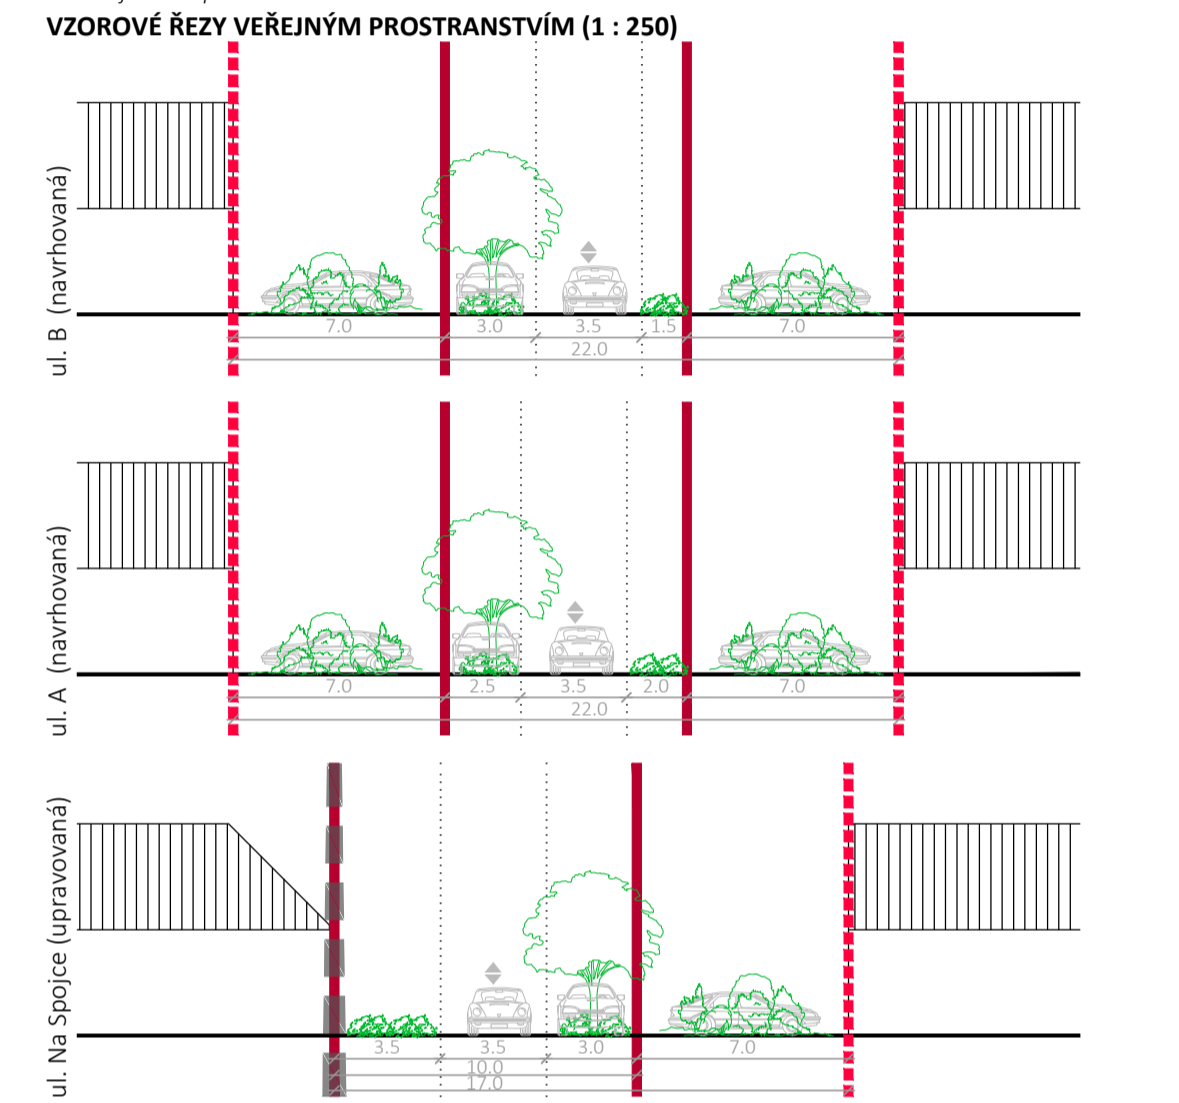 VZOROVÉ ŘEZY VEŘEJNÝM PROSTRANSTVÍM (1 : 250)
ul. B (navrhovaná)
7.0 3.0 3.5 1.5 7.0
22.0
ul. A (navrhovaná)
7.0 2.5 3.5 2.0 7.0
22.0
ul. Na Spojce (upravovaná)
3.5 3.5 3.0 7.0
10.0
17.0